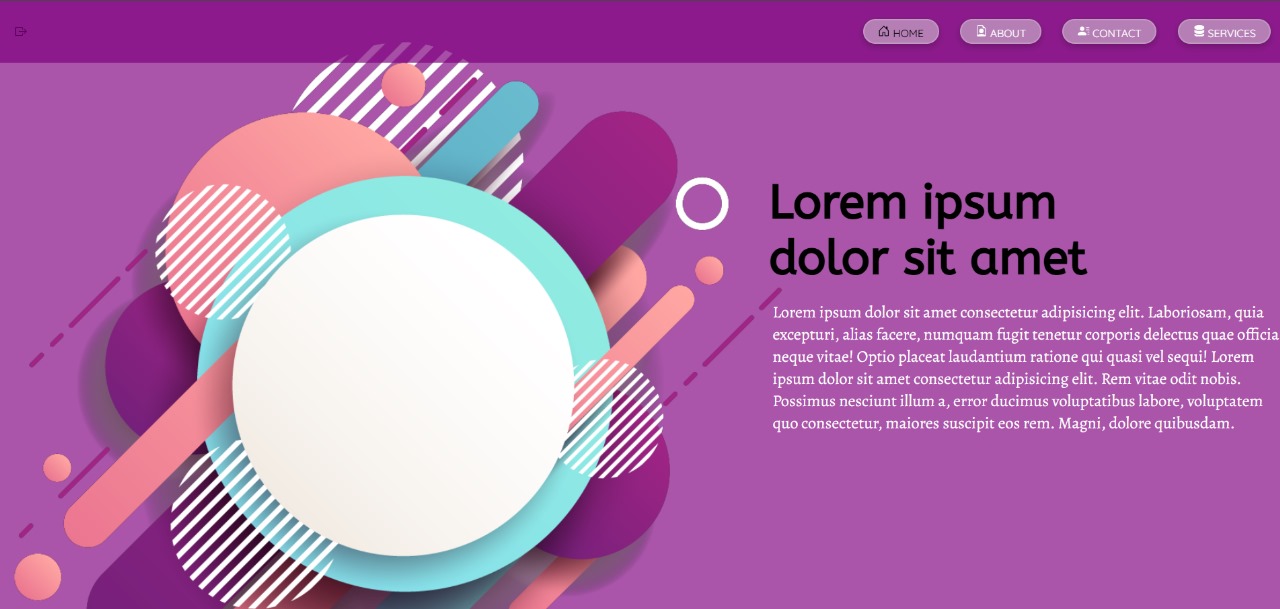 HOME ABOUT CONTACT SERVICES
Lorem ipsum
dolor sit amet
Lorem ipsum dolor sit amet consectetur adipisicing elit. Laboriosam, quia
excepturi, alias facere, numquam fugit tenetur corporis delectus quae officia
neque vitae! Optio placeat laudantium ratione qui quasi vel sequi! Lorem
ipsum dolor sit amet consectetur adipisicing elit. Rem vitae odit nobis.
Possimus nesciunt illum a, error ducimus voluptatibus labore, voluptatem
quo consectetur, maiores suscipit eos rem. Magni, dolore quibusdam.